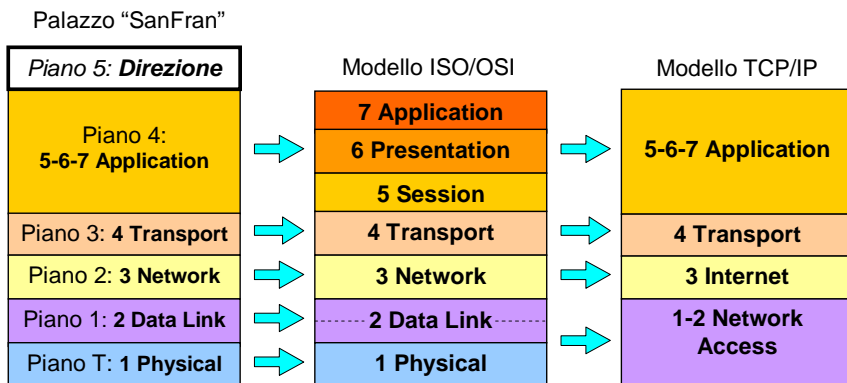 Palazzo “SanFran”
Piano 5: Direzione
Piano 4:
5-6-7 Application
Piano 3: 4 Transport
Piano 2: 3 Network
Piano 1: 2 Data Link
Piano T: 1 Physical
Modello ISO/OSI
7 Application
6 Presentation
5 Session
4 Transport
3 Network
2 Data Link
1 Physical
Modello TCP/IP
5-6-7 Application
4 Transport
3 Internet
1-2 Network
Access